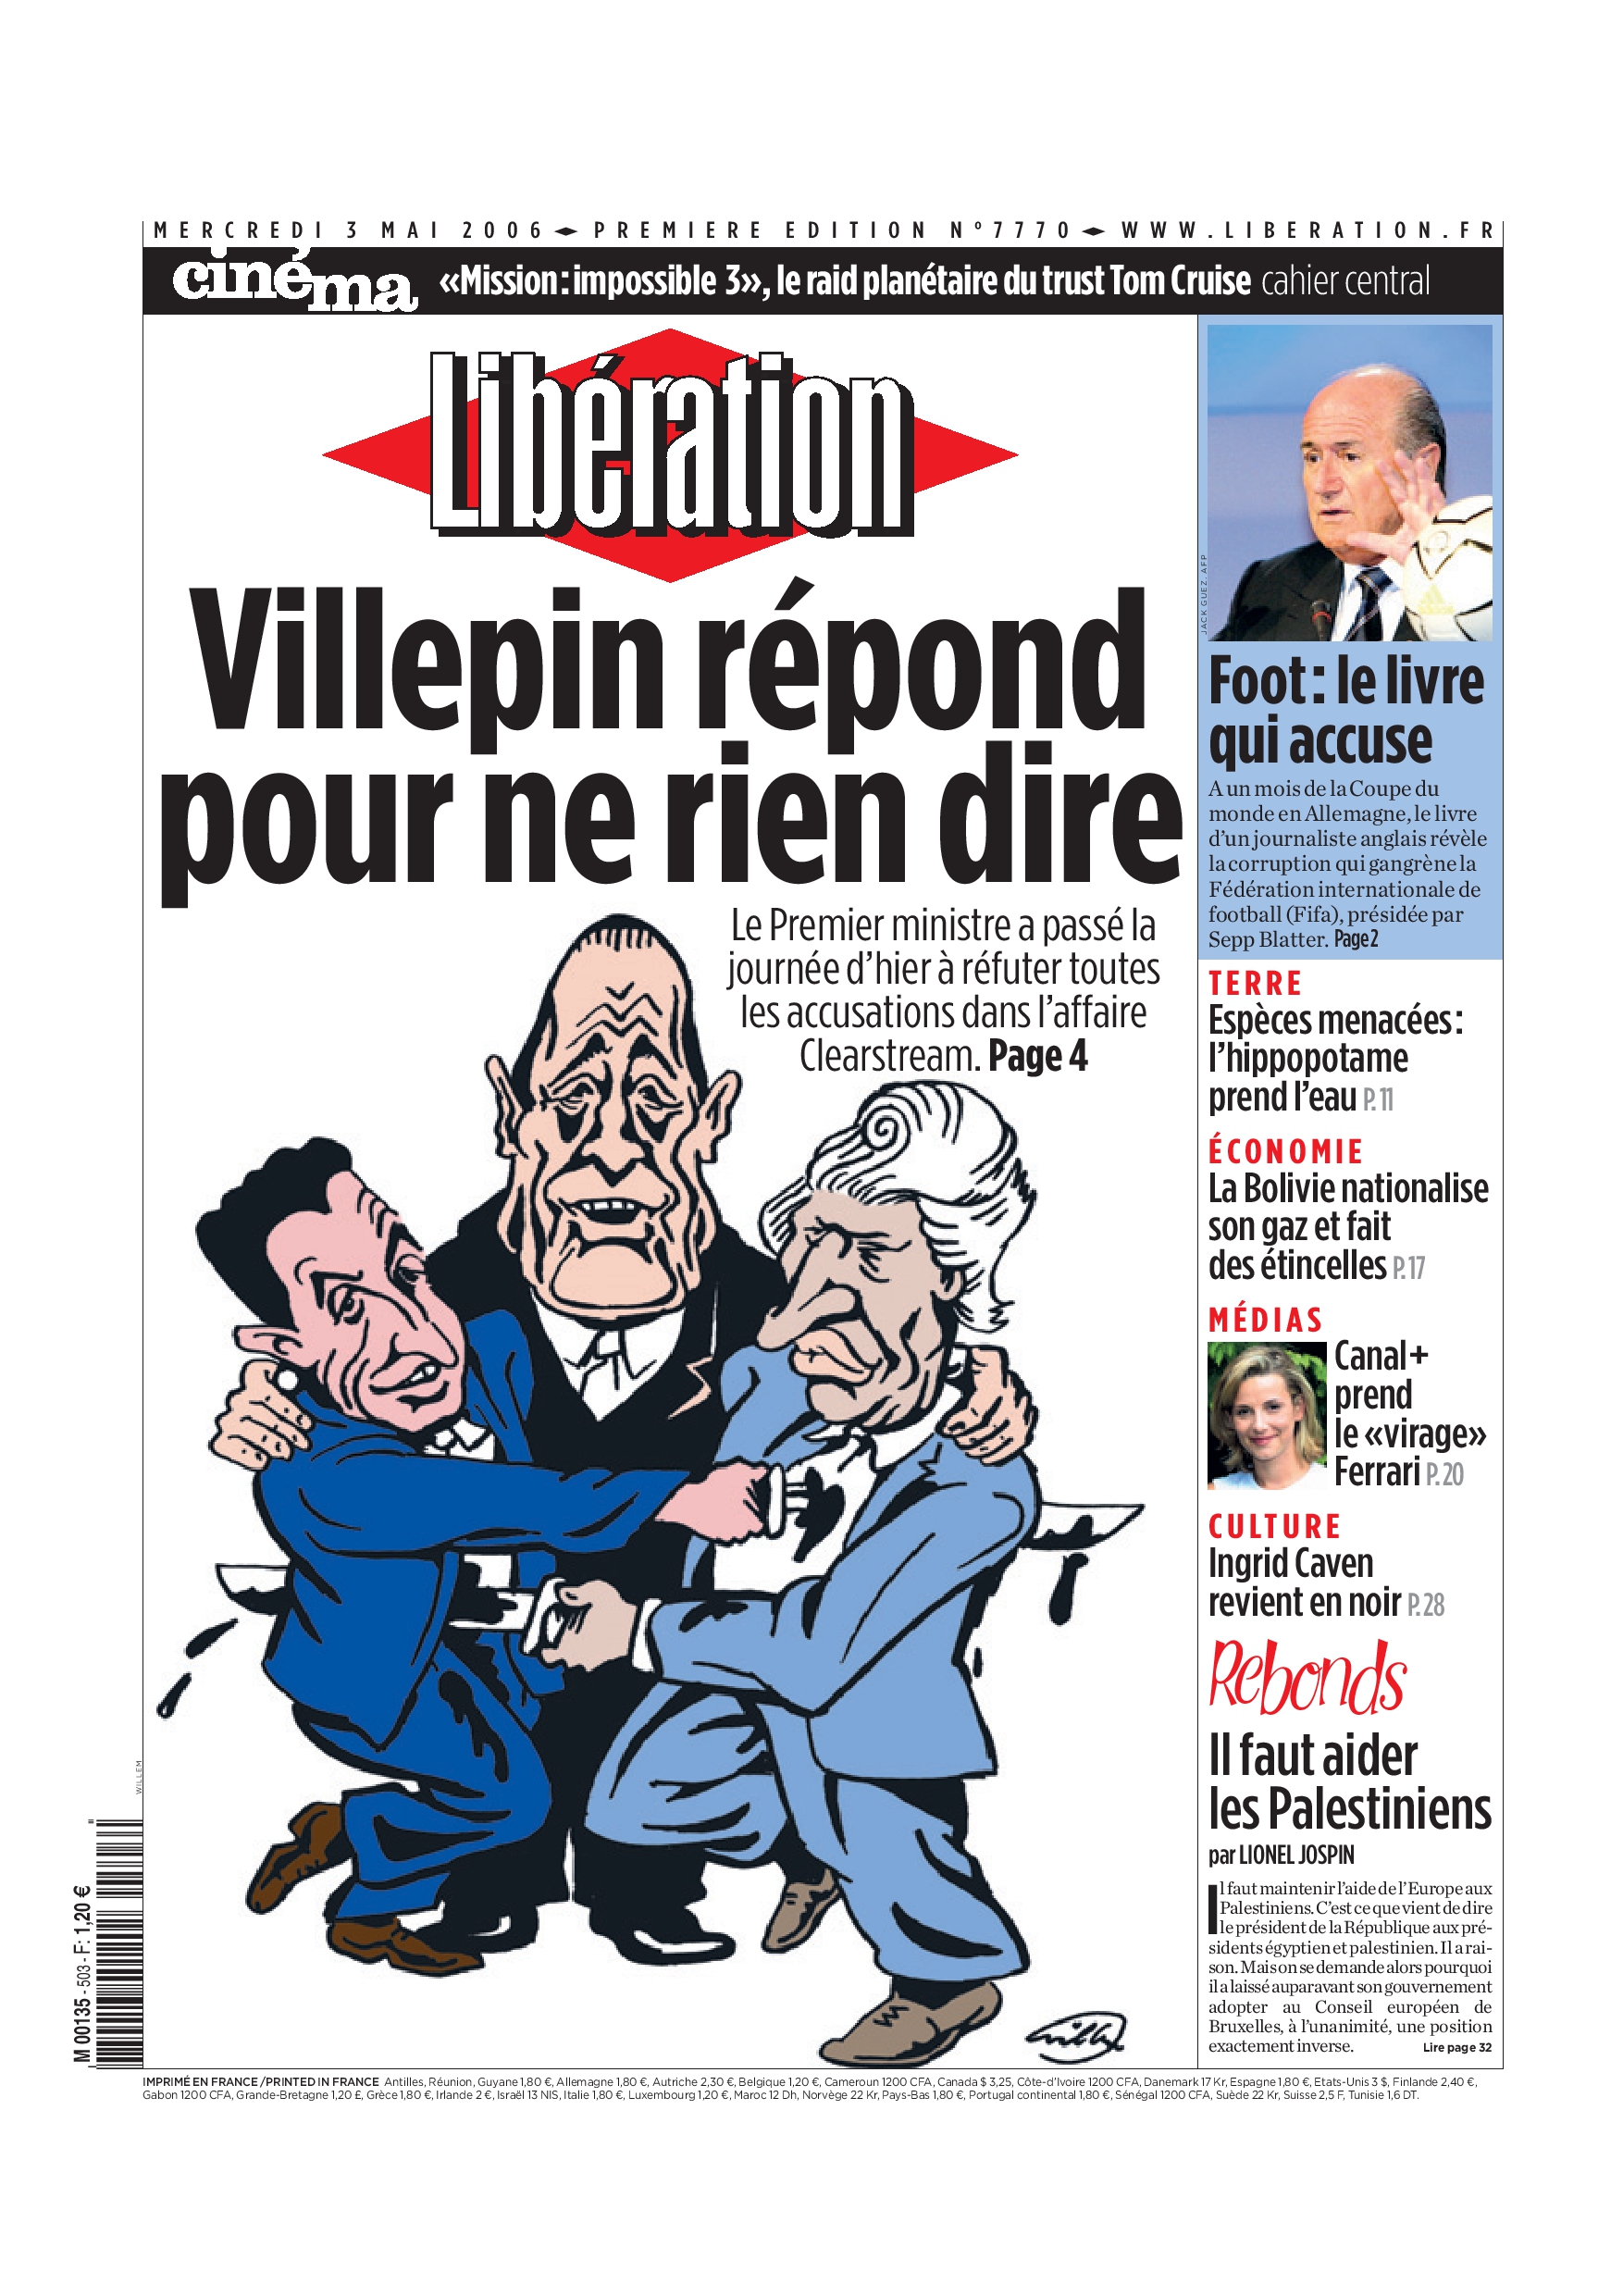 MERCREDI 3 MAI 2006 ◆ PREMIERE EDITION N°7770 ◆ WWW.LIBERATION.FR
cinéma «Mission: impossible 3», le raid planétaire du trust Tom Cruise cahier central
Libération
Villepin répond
pour ne rien dire
Le Premier ministre a passé la
journée d'hier à réfuter toutes
les accusations dans l'affaire
Clearstream. Page 4
WILLEM
M 00135 - 503 - F: 1,20 €
JACK GUEZ. AFP
Foot: le livre
qui accuse
A un mois de la Coupe du
monde en Allemagne, le livre
d'un journaliste anglais révèle
la corruption qui gangrène la
Fédération internationale de
football (Fifa), présidée par
Sepp Blatter. Page 2
TERRE
Espèces menacées:
l'hippopotame
prend l'eau P. 11
ÉCONOMIE
La Bolivie nationalise
son gaz et fait
des étincelles P. 17
MÉDIAS
Canal+
prend
le «virage»
Ferrari P. 20
CULTURE
Ingrid Caven
revient en noir P. 28
Rebonds
Il faut aider
les Palestiniens
par LIONEL JOSPIN
Il faut maintenir l'aide de l'Europe aux
Palestiniens. C'est ce que vient de dire
le président de la République aux pré-
sidents égyptien et palestinien. Il a rai-
son. Mais on se demande alors pourquoi
il a laissé auparavant son gouvernement
adopter au Conseil européen de
Bruxelles, à l'unanimité, une position
exactement inverse. Lire page 32
IMPRIMÉ EN FRANCE / PRINTED IN FRANCE Antilles, Réunion, Guyane 1,80 €, Allemagne 1,80 €, Autriche 2,30 €, Belgique 1,20 €, Cameroun 1200 CFA, Canada $ 3,25, Côte-d'Ivoire 1200 CFA, Danemark 17 Kr, Espagne 1,80 €, Etats-Unis 3 $, Finlande 2,40 €,
Gabon 1200 CFA, Grande-Bretagne 1,20 £, Grèce 1,80 €, Irlande 2 €, Israël 13 NIS, Italie 1,80 €, Luxembourg 1,20 €, Maroc 12 Dh, Norvège 22 Kr, Pays-Bas 1,80 €, Portugal continental 1,80 €, Sénégal 1200 CFA, Suède 22 Kr, Suisse 2,5 F, Tunisie 1,6 DT.